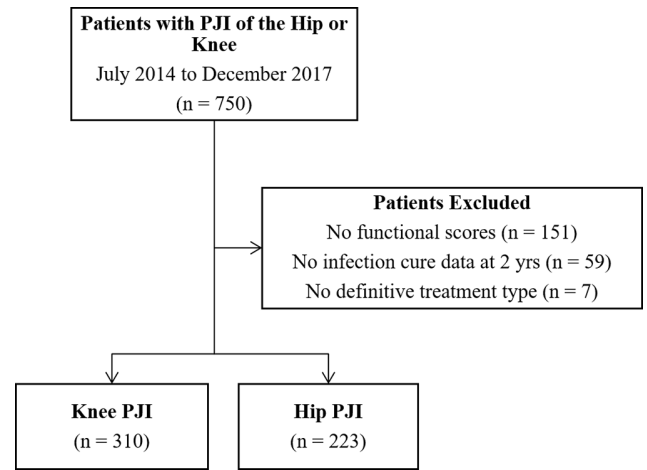 Patients with PJI of the Hip or
Knee
July 2014 to December 2017
(n = 750)
Patients Excluded
No functional scores (n = 151)
No infection cure data at 2 yrs (n = 59)
No definitive treatment type (n = 7)
Knee PJI
(n = 310)
Hip PJI
(n = 223)